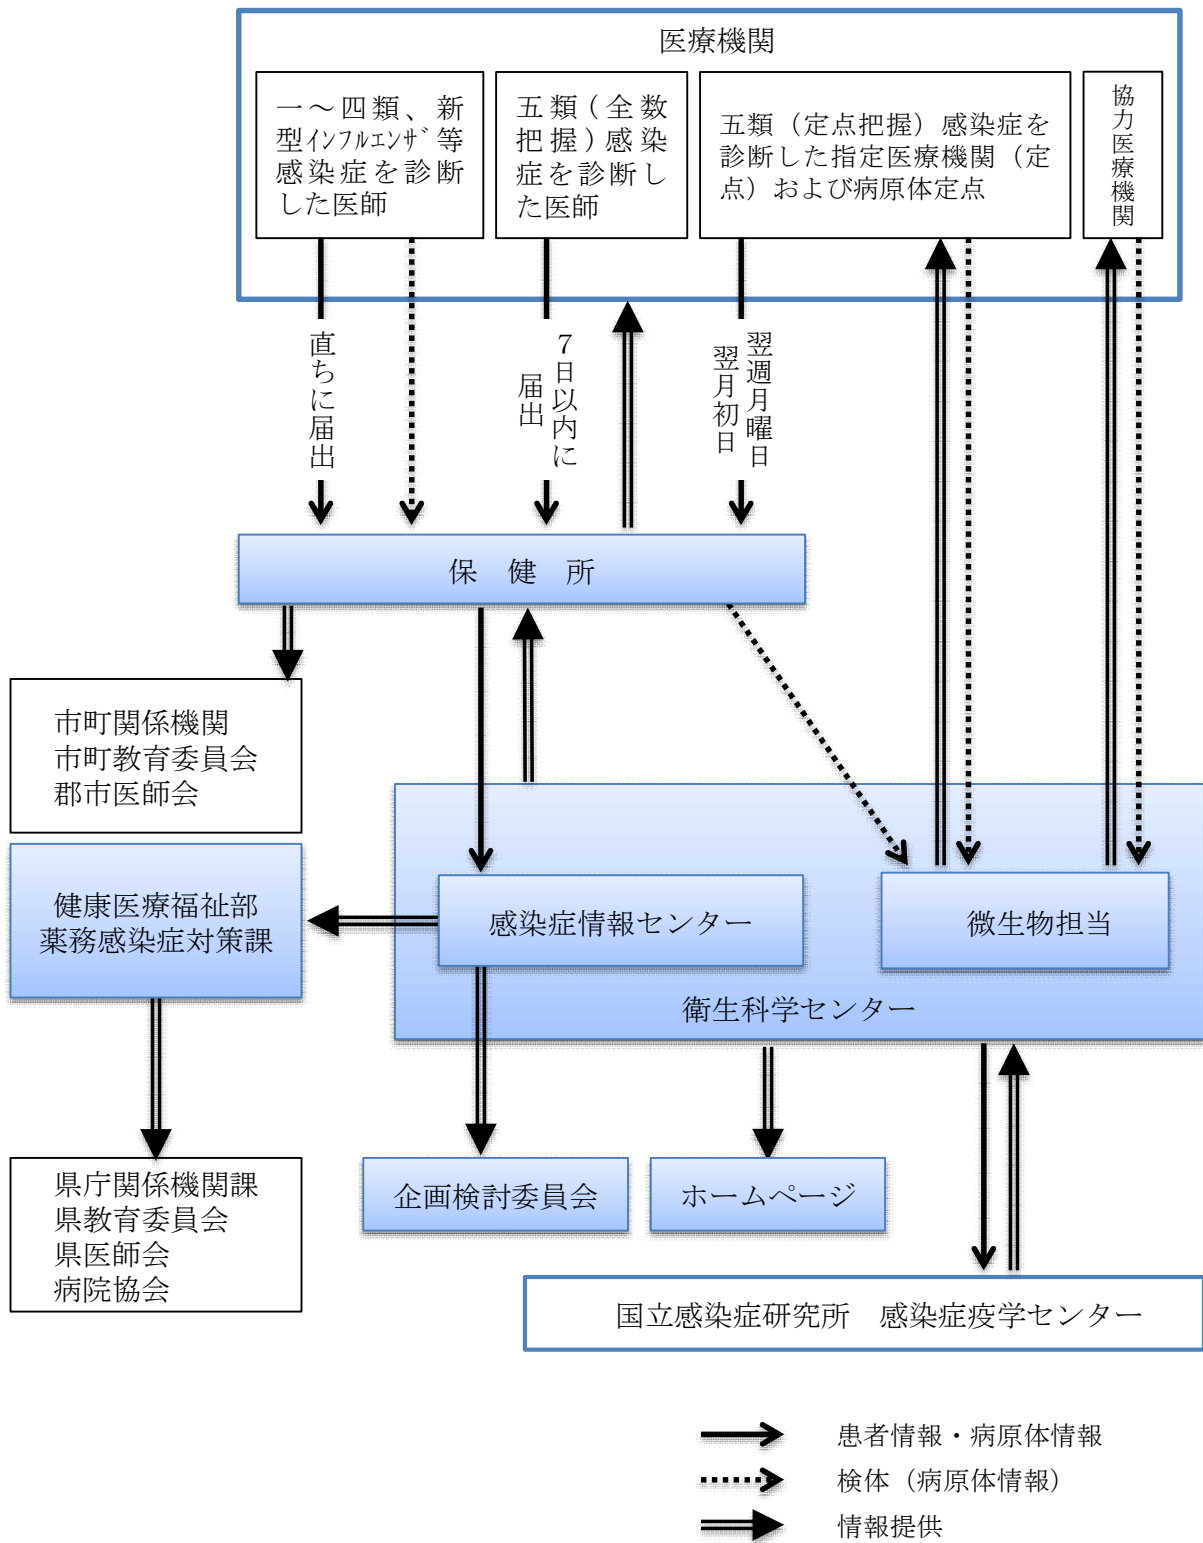 医療機関
一～四類、新
型ｲﾝﾌﾙｴﾝｻﾞ等
感染症を診断
した医師
五類(全数
把握)感染
症を診断し
た医師
五類（定点把握）感染症を
診断した指定医療機関（定
点）および病原体定点
協力医療機関
直ちに届出
7日以内に
届出
翌週月曜日
翌月初日
保　健　所
市町関係機関
市町教育委員会
郡市医師会
健康医療福祉部
薬務感染症対策課
感染症情報センター
微生物担当
衛生科学センター
県庁関係機関課
県教育委員会
県医師会
病院協会
企画検討委員会
ホームページ
国立感染症研究所　感染症疫学センター
患者情報・病原体情報
検体（病原体情報）
情報提供